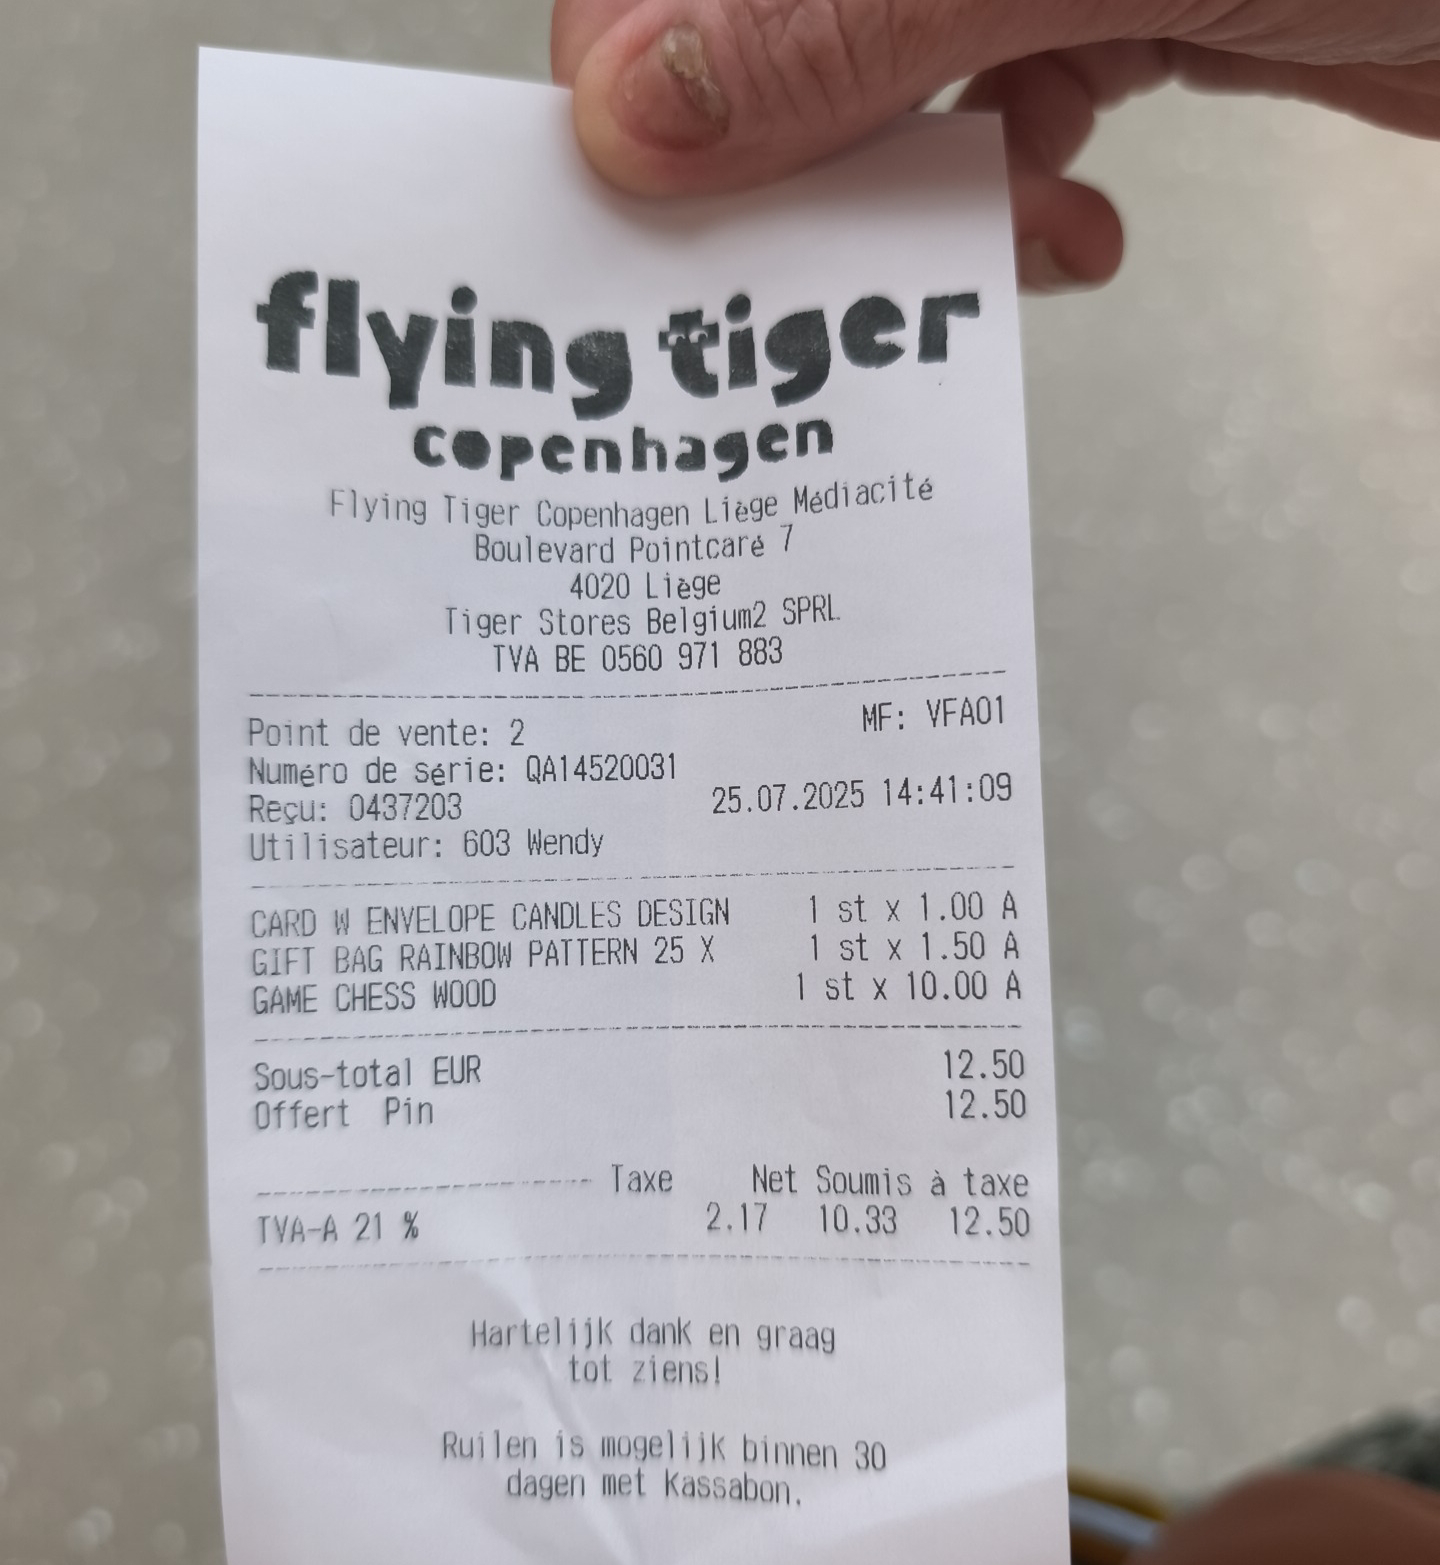 flying tiger
copenhagen
Flying Tiger Copenhagen Liège Médiacité
Boulevard Pointcaré 7
4020 Liège
Tiger Stores Belgium2 SPRL
TVA BE 0560 971 883
Point de vente: 2 MF: VFA01
Numéro de série: QA14520031
Reçu: 0437203 25.07.2025 14:41:09
Utilisateur: 603 Wendy
CARD W ENVELOPE CANDLES DESIGN 1 st x 1.00 A
GIFT BAG RAINBOW PATTERN 25 X 1 st x 1.50 A
GAME CHESS WOOD 1 st x 10.00 A
Sous-total EUR 12.50
Offert Pin 12.50
Taxe Net Soumis à taxe
TVA-A 21 % 2.17 10.33 12.50
Hartelijk dank en graag
tot ziens!
Ruilen is mogelijk binnen 30
dagen met Kassabon.